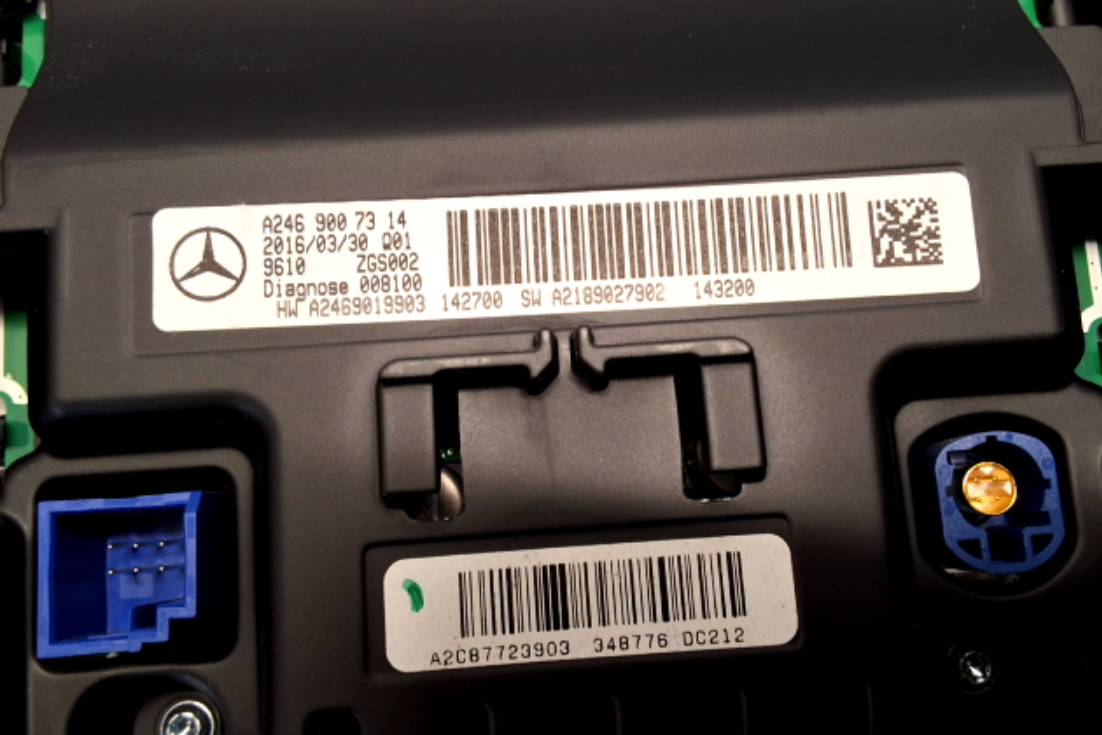 A246 900 73 14
2016/03/30 Q01
9610 ZGS002
Diagnose 008100
HW A2469019903 142700 SW A2189027902 143200
A2C87723903 348776 DC212